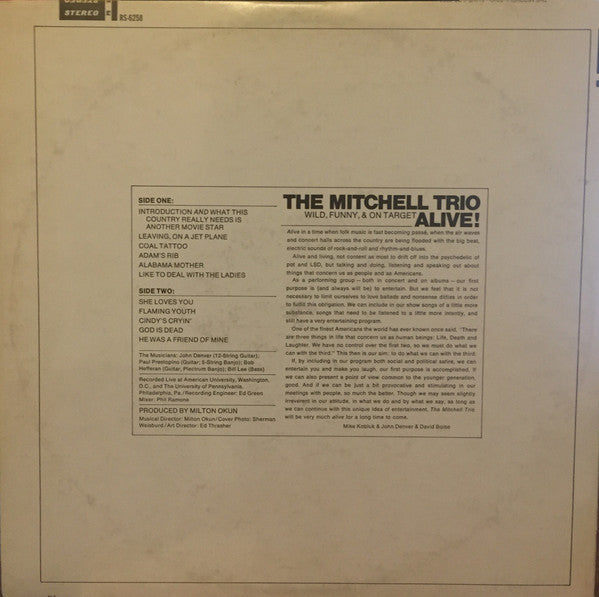 STEREO
RS-6258
SIDE ONE:
INTRODUCTION AND WHAT THIS
COUNTRY REALLY NEEDS IS
ANOTHER MOVIE STAR
LEAVING, ON A JET PLANE
COAL TATTOO
ADAM'S RIB
ALABAMA MOTHER
LIKE TO DEAL WITH THE LADIES
SIDE TWO:
SHE LOVES YOU
FLAMING YOUTH
CINDY'S CRYIN'
GOD IS DEAD
HE WAS A FRIEND OF MINE
The Musicians: John Denver (12-String Guitar);
Paul Prestopino (Guitar; 5-String Banjo); Bob
Hefferan (Guitar, Plectrum Banjo); Bill Lee (Bass)
Recorded Live at American University, Washington,
D.C., and The University of Pennsylvania,
Philadelphia, Pa./Recording Engineer: Ed Green
Mixer: Phil Ramone
PRODUCED BY MILTON OKUN
Musical Director: Milton Okun/Cover Photo: Sherman
Weisburd/Art Director: Ed Thrasher
THE MITCHELL TRIO
WILD, FUNNY, & ON TARGET ALIVE!
Alive in a time when folk music is fast becoming passé, when the air waves
and concert halls across the country are being flooded with the big beat,
electric sounds of rock-and-roll and rhythm-and-blues.
Alive and living, not content as most to drift off into the psychedelic of
pot and LSD, but talking and doing, listening and speaking out about
things that concern us as people and as Americans.
As a performing group—both in concert and on albums—our first
purpose is (and always will be) to entertain. But we feel that it is not
necessary to limit ourselves to love ballads and nonsense ditties in order
to fulfill this obligation. We can include in our show songs of a little more
substance, songs that need to be listened to a little more intently, and
still have a very entertaining program.
One of the finest Americans the world has ever known once said, "There
are three things in life that concern us as human beings: Life, Death and
Laughter. We have no control over the first two, so we must do what we
can with the third." This then is our aim: to do what we can with the third.
If, by including in our program both social and political satire, we can
entertain you and make you laugh, our first purpose is accomplished. If
we can also present a point of view common to the younger generation,
good. And if we can be just a bit provocative and stimulating in our
meetings with people, so much the better. Though we may seem slightly
irreverent in our attitude, in what we do and by what we say, as long as
we can continue with this unique idea of entertainment, The Mitchell Trio
will be very much alive for a long time to come.
Mike Kobluk & John Denver & David Boise